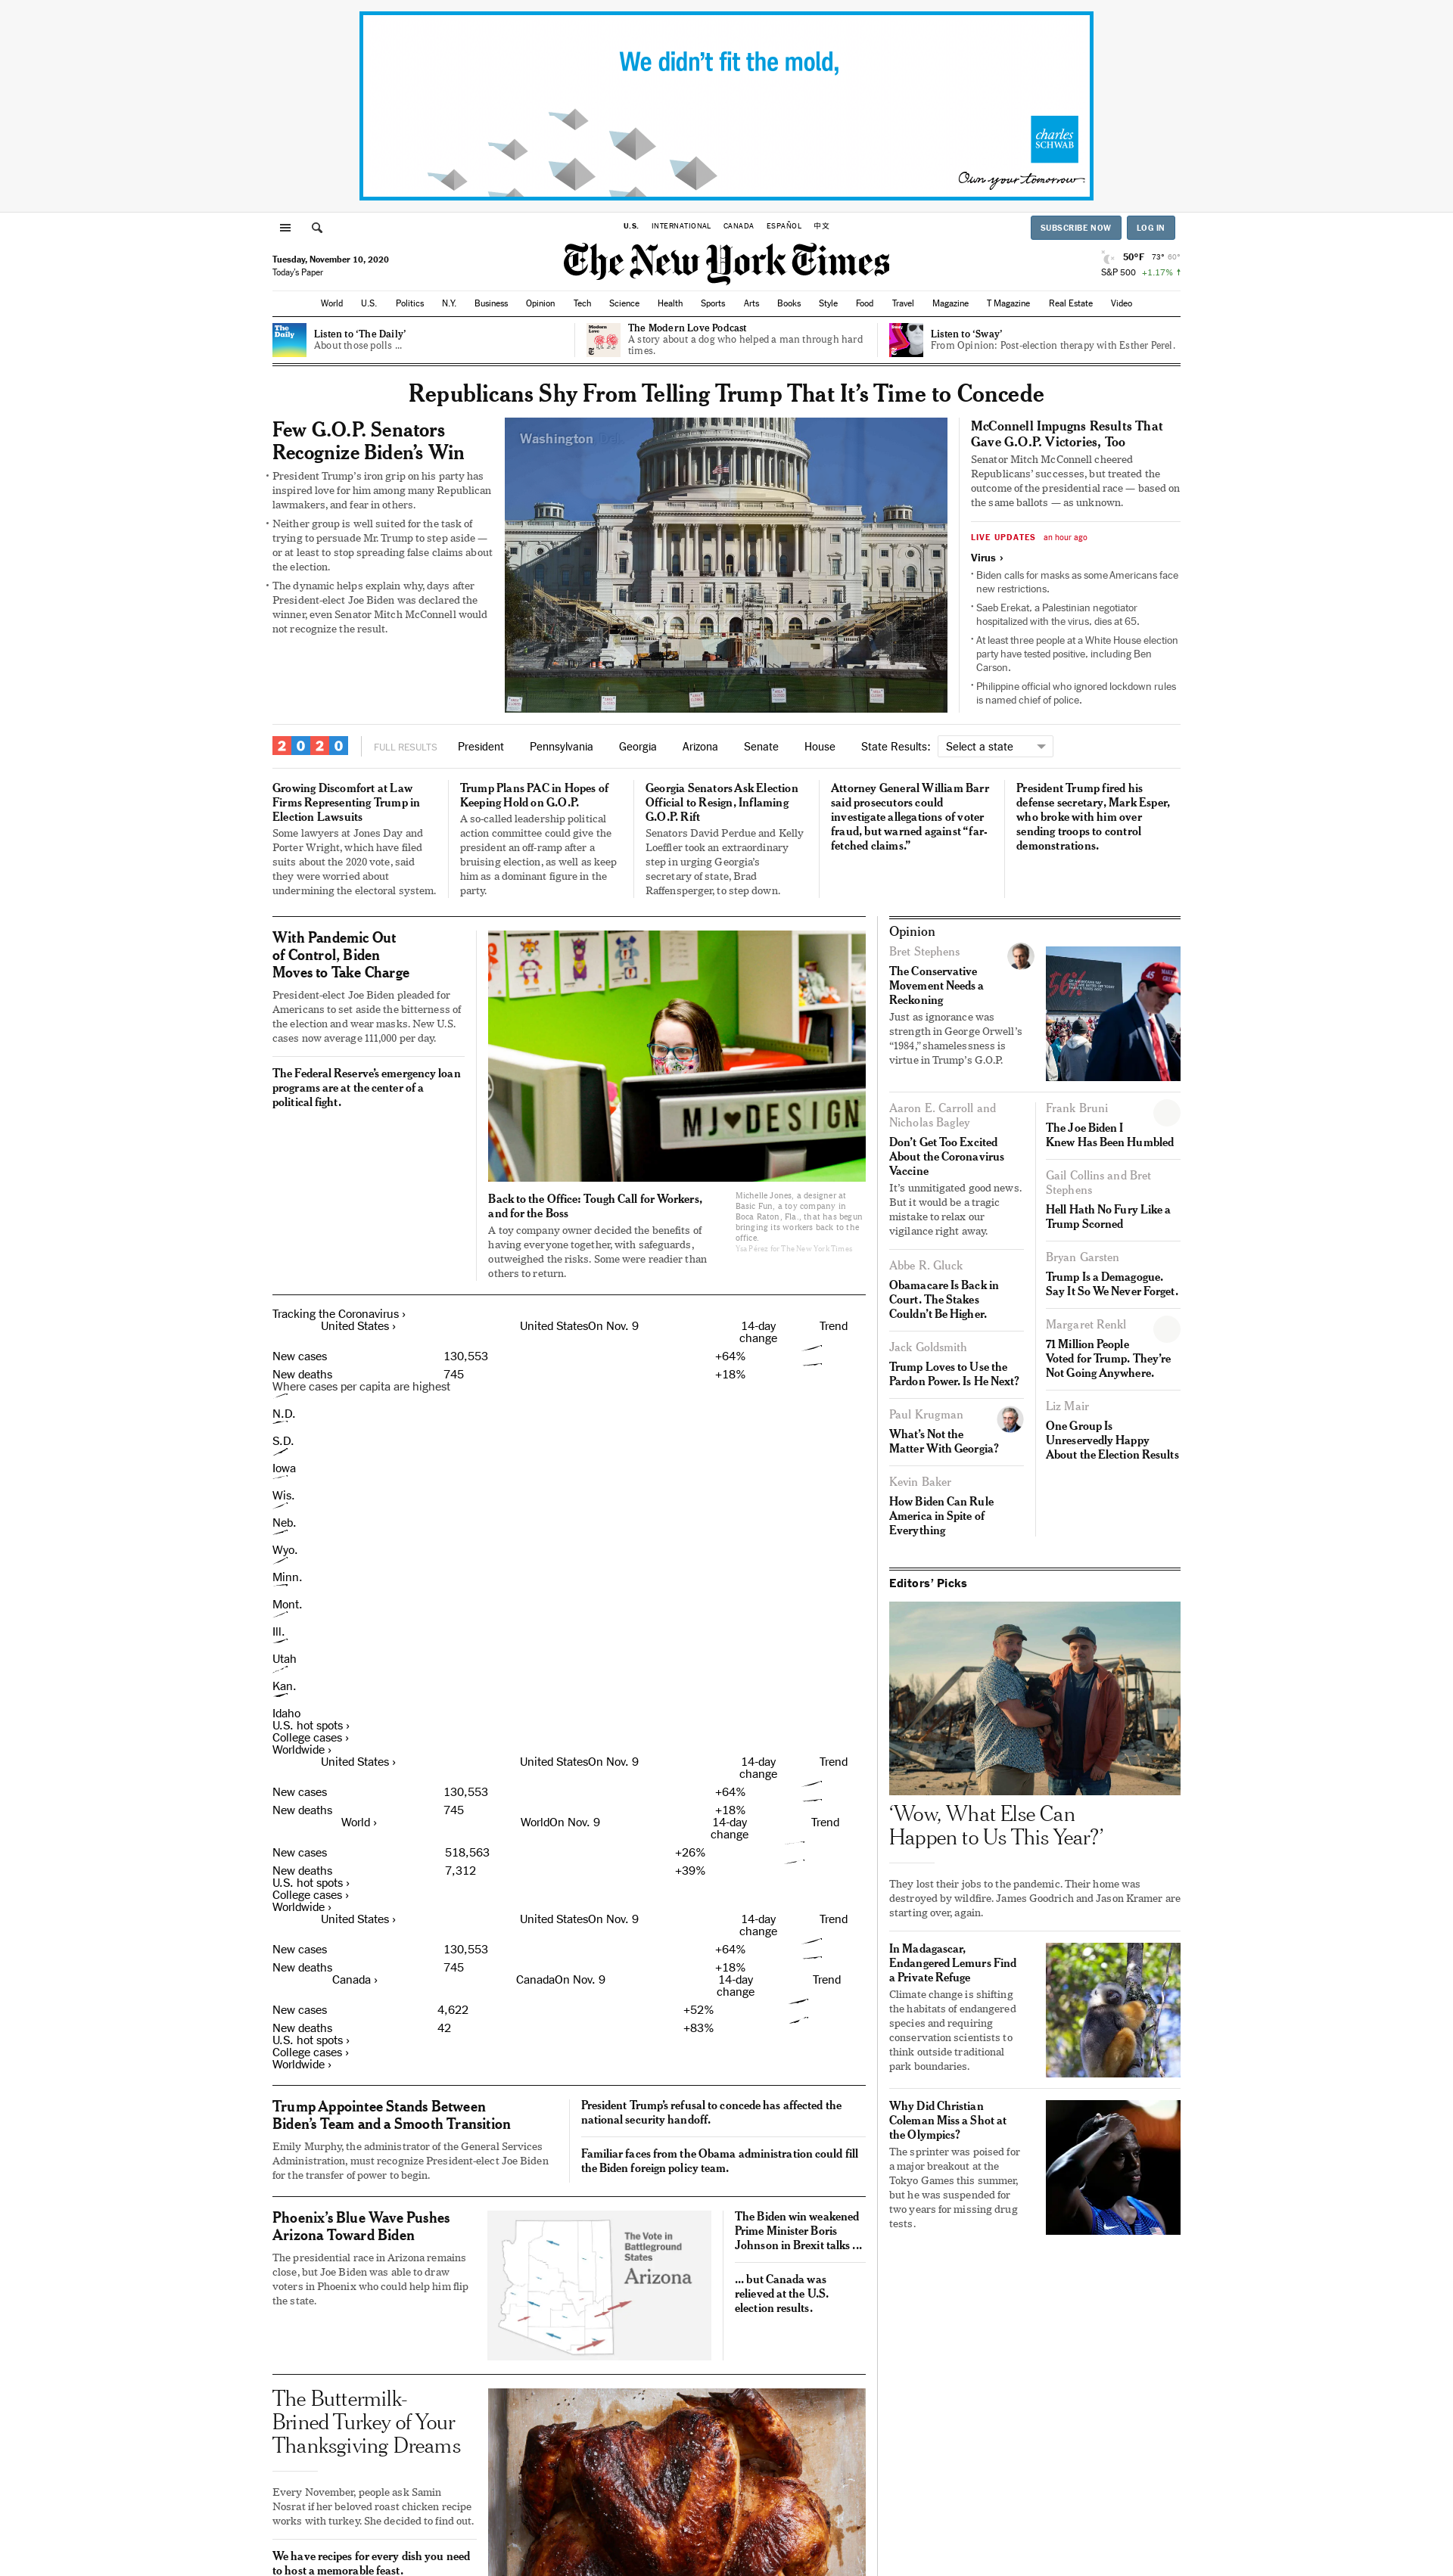 We didn't fit the mold,
charles
SCHWAB
Own your tomorrow.
U.S. INTERNATIONAL CANADA ESPAÑOL 中文
SUBSCRIBE NOW LOG IN
The New York Times
Tuesday, November 10, 2020
Today's Paper
50°F 73° 60°
S&P 500 +1.17%
World U.S. Politics N.Y. Business Opinion Tech Science Health Sports Arts Books Style Food Travel Magazine T Magazine Real Estate Video
The
Daily
Listen to ‘The Daily’
About those polls ...
Modern
Love
The Modern Love Podcast
A story about a dog who helped a man through hard
times.
Listen to ‘Sway’
From Opinion: Post-election therapy with Esther Perel.
Republicans Shy From Telling Trump That It’s Time to Concede
Few G.O.P. Senators
Recognize Biden’s Win
• President Trump’s iron grip on his party has
inspired love for him among many Republican
lawmakers, and fear in others.
• Neither group is well suited for the task of
trying to persuade Mr. Trump to step aside —
or at least to stop spreading false claims about
the election.
• The dynamic helps explain why, days after
President-elect Joe Biden was declared the
winner, even Senator Mitch McConnell would
not recognize the result.
Washington
McConnell Impugns Results That
Gave G.O.P. Victories, Too
Senator Mitch McConnell cheered
Republicans’ successes, but treated the
outcome of the presidential race — based on
the same ballots — as unknown.
LIVE UPDATES an hour ago
Virus ›
• Biden calls for masks as some Americans face
new restrictions.
• Saeb Erekat, a Palestinian negotiator
hospitalized with the virus, dies at 65.
• At least three people at a White House election
party have tested positive, including Ben
Carson.
• Philippine official who ignored lockdown rules
is named chief of police.
2020 FULL RESULTS President Pennsylvania Georgia Arizona Senate House State Results: Select a state
Growing Discomfort at Law
Firms Representing Trump in
Election Lawsuits
Some lawyers at Jones Day and
Porter Wright, which have filed
suits about the 2020 vote, said
they were worried about
undermining the electoral system.
Trump Plans PAC in Hopes of
Keeping Hold on G.O.P.
A so-called leadership political
action committee could give the
president an off-ramp after a
bruising election, as well as keep
him as a dominant figure in the
party.
Georgia Senators Ask Election
Official to Resign, Inflaming
G.O.P. Rift
Senators David Perdue and Kelly
Loeffler took an extraordinary
step in urging Georgia’s
secretary of state, Brad
Raffensperger, to step down.
Attorney General William Barr
said prosecutors could
investigate allegations of voter
fraud, but warned against “far-
fetched claims.”
President Trump fired his
defense secretary, Mark Esper,
who broke with him over
sending troops to control
demonstrations.
With Pandemic Out
of Control, Biden
Moves to Take Charge
President-elect Joe Biden pleaded for
Americans to set aside the bitterness of
the election and wear masks. New U.S.
cases now average 111,000 per day.
The Federal Reserve’s emergency loan
programs are at the center of a
political fight.
MJ♥DESIGN
Back to the Office: Tough Call for Workers,
and for the Boss
A toy company owner decided the benefits of
having everyone together, with safeguards,
outweighed the risks. Some were readier than
others to return.
Michelle Jones, a designer at
Basic Fun, a toy company in
Boca Raton, Fla., that has begun
bringing its workers back to the
office.
Ysa Pérez for The New York Times
Tracking the Coronavirus ›
United States › United StatesOn Nov. 9 14-day
change Trend
New cases 130,553 +64%
New deaths 745 +18%
Where cases per capita are highest
N.D.
S.D.
Iowa
Wis.
Neb.
Wyo.
Minn.
Mont.
Ill.
Utah
Kan.
Idaho
U.S. hot spots ›
College cases ›
Worldwide ›
United States › United StatesOn Nov. 9 14-day
change Trend
New cases 130,553 +64%
New deaths 745 +18%
World › WorldOn Nov. 9 14-day
change Trend
New cases 518,563 +26%
New deaths 7,312 +39%
U.S. hot spots ›
College cases ›
Worldwide ›
United States › United StatesOn Nov. 9 14-day
change Trend
New cases 130,553 +64%
New deaths 745 +18%
Canada › CanadaOn Nov. 9 14-day
change Trend
New cases 4,622 +52%
New deaths 42 +83%
U.S. hot spots ›
College cases ›
Worldwide ›
Trump Appointee Stands Between
Biden’s Team and a Smooth Transition
Emily Murphy, the administrator of the General Services
Administration, must recognize President-elect Joe Biden
for the transfer of power to begin.
President Trump’s refusal to concede has affected the
national security handoff.
Familiar faces from the Obama administration could fill
the Biden foreign policy team.
Phoenix’s Blue Wave Pushes
Arizona Toward Biden
The presidential race in Arizona remains
close, but Joe Biden was able to draw
voters in Phoenix who could help him flip
the state.
The Vote in
Battleground
States
Arizona
The Biden win weakened
Prime Minister Boris
Johnson in Brexit talks ...
... but Canada was
relieved at the U.S.
election results.
The Buttermilk-
Brined Turkey of Your
Thanksgiving Dreams
Every November, people ask Samin
Nosrat if her beloved roast chicken recipe
works with turkey. She decided to find out.
We have recipes for every dish you need
to host a memorable feast.
Opinion
Bret Stephens
The Conservative
Movement Needs a
Reckoning
Just as ignorance was
strength in George Orwell’s
“1984,” shamelessness is
virtue in Trump’s G.O.P.
56%
45
Aaron E. Carroll and
Nicholas Bagley
Don’t Get Too Excited
About the Coronavirus
Vaccine
It’s unmitigated good news.
But it would be a tragic
mistake to relax our
vigilance right away.
Abbe R. Gluck
Obamacare Is Back in
Court. The Stakes
Couldn’t Be Higher.
Jack Goldsmith
Trump Loves to Use the
Pardon Power. Is He Next?
Paul Krugman
What’s Not the
Matter With Georgia?
Kevin Baker
How Biden Can Rule
America in Spite of
Everything
Frank Bruni
The Joe Biden I
Knew Has Been Humbled
Gail Collins and Bret
Stephens
Hell Hath No Fury Like a
Trump Scorned
Bryan Garsten
Trump Is a Demagogue.
Say It So We Never Forget.
Margaret Renkl
71 Million People
Voted for Trump. They’re
Not Going Anywhere.
Liz Mair
One Group Is
Unreservedly Happy
About the Election Results
Editors’ Picks
‘Wow, What Else Can
Happen to Us This Year?’
They lost their jobs to the pandemic. Their home was
destroyed by wildfire. James Goodrich and Jason Kramer are
starting over, again.
In Madagascar,
Endangered Lemurs Find
a Private Refuge
Climate change is shifting
the habitats of endangered
species and requiring
conservation scientists to
think outside traditional
park boundaries.
Why Did Christian
Coleman Miss a Shot at
the Olympics?
The sprinter was poised for
a major breakout at the
Tokyo Games this summer,
but he was suspended for
two years for missing drug
tests.